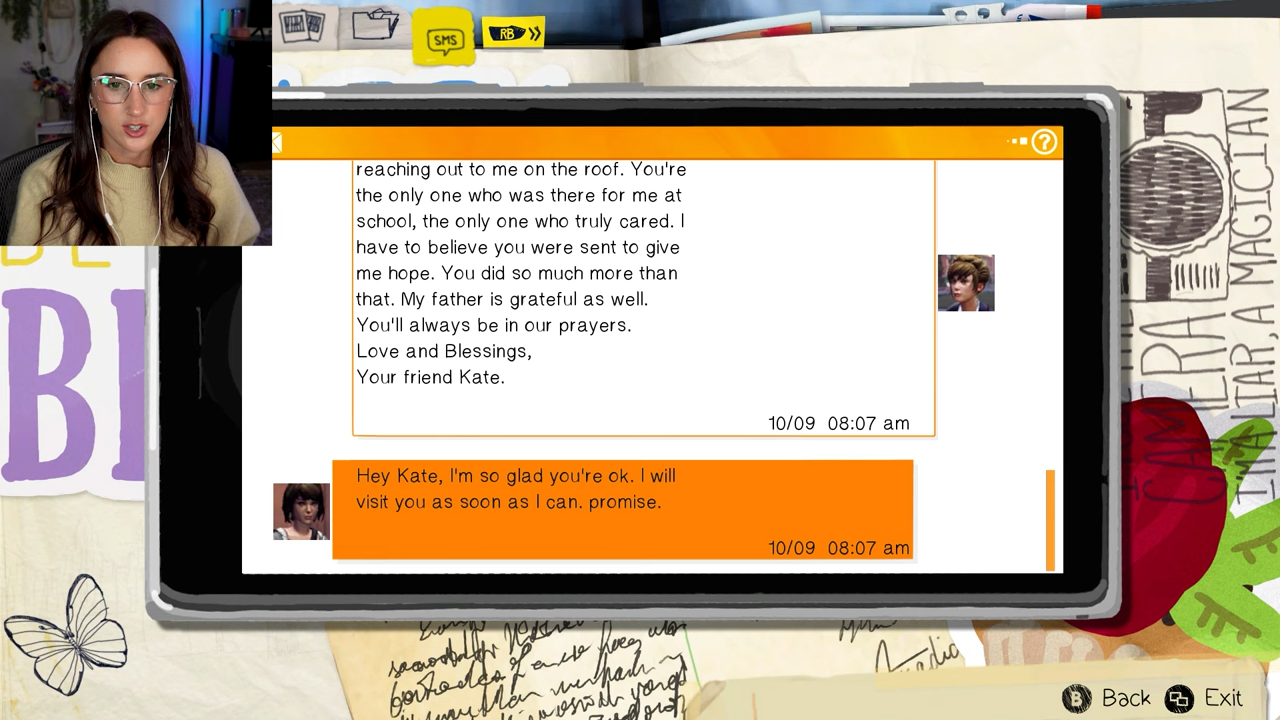 SMS
RB
?
reaching out to me on the roof. You're
the only one who was there for me at
school, the only one who truly cared. I
have to believe you were sent to give
me hope. You did so much more than
that. My father is grateful as well.
You'll always be in our prayers.
Love and Blessings,
Your friend Kate.
10/09 08:07 am
Hey Kate, I'm so glad you're ok. I will
visit you as soon as I can. promise.
10/09 08:07 am
B Back Exit